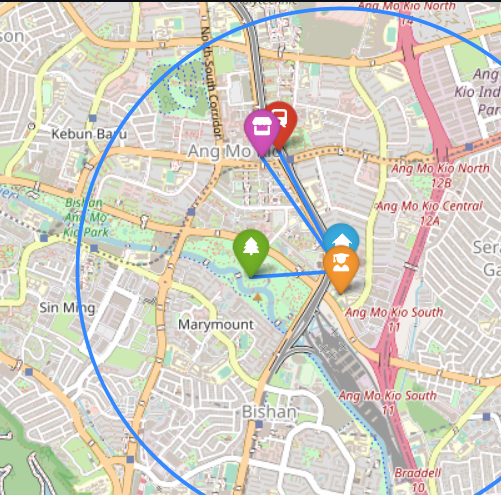 Ang Mo Kio North
14
son
North-South Corridor
Ang
Kio Ind
Par
Kebun Baru
Ang Mo Kio
Ang Mo Kio North
12B
Bishan
Ang Mo
Kio Park
Ang Mo Kio Central
12A
Sera
Ga
Sin Ming
Marymount
Ang Mo Kio South
11
Ang Mo Kio South
11
Bishan
Braddell
10